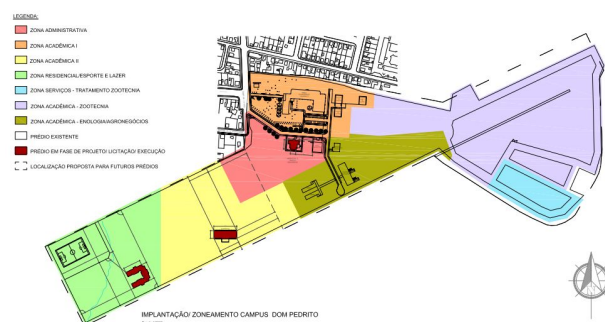 LEGENDA:
ZONA ADMINISTRATIVA
ZONA ACADÊMICA I
ZONA ACADÊMICA II
ZONA RESIDENCIAL/ESPORTE E LAZER
ZONA SERVIÇOS - TRATAMENTO ZOOTECNIA
ZONA ACADÊMICA - ZOOTECNIA
ZONA ACADÊMICA - ENOLOGIA/AGRONEGÓCIOS
PRÉDIO EXISTENTE
PRÉDIO EM FASE DE PROJETO/ LICITAÇÃO/ EXECUÇÃO
LOCALIZAÇÃO PROPOSTA PARA FUTUROS PRÉDIOS
IMPLANTAÇÃO/ ZONEAMENTO CAMPUS DOM PEDRITO